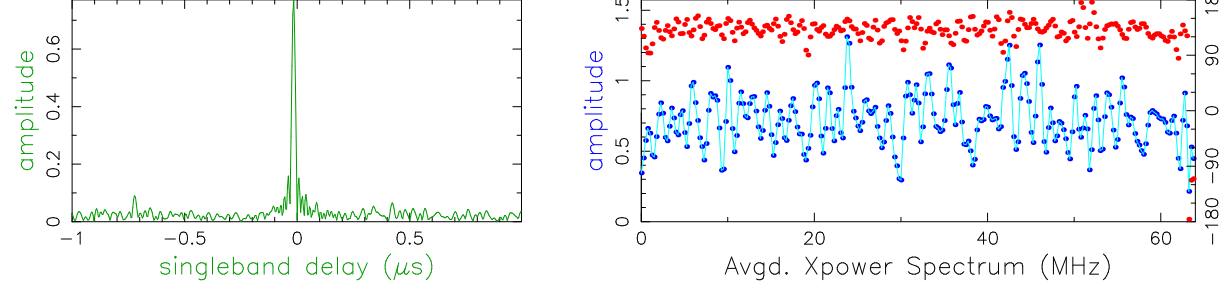 amplitude
0 0.2 0.4 0.6
−1 −0.5 0 0.5
singleband delay (μs)
amplitude
0 0.5 1 1.5
0 20 40 60
Avgd. Xpower Spectrum (MHz)
−180 −90 0 90